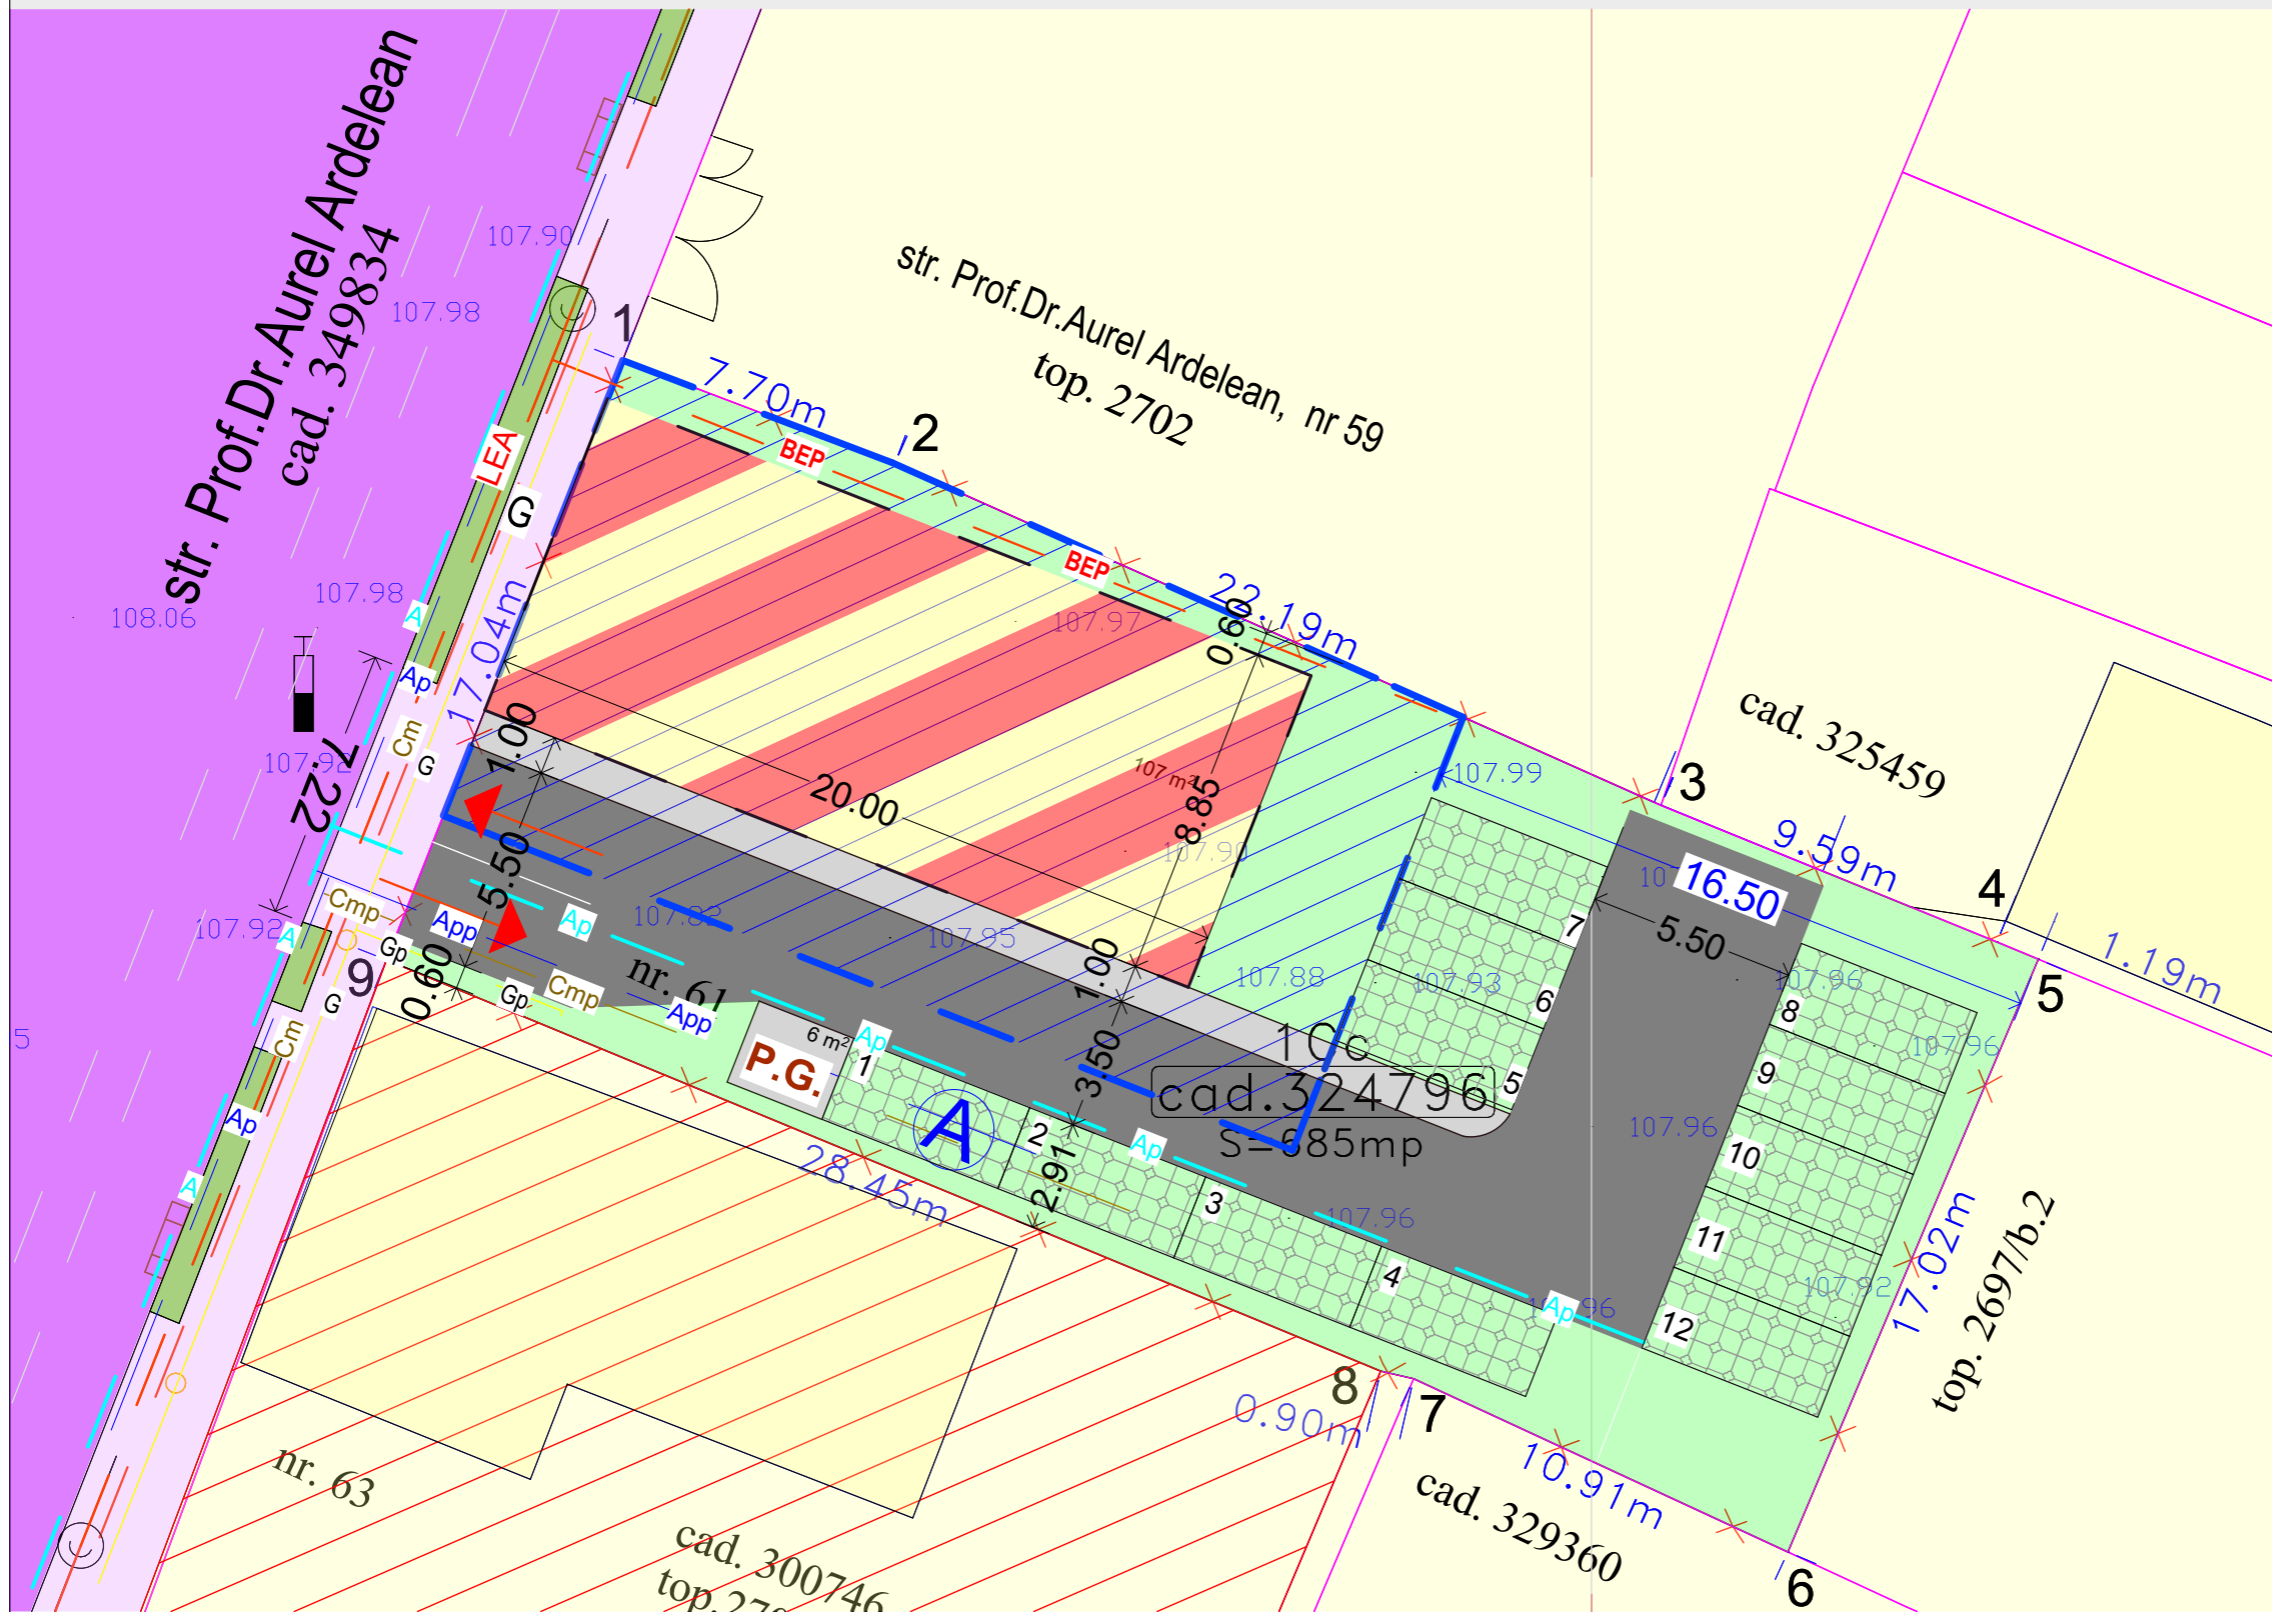 str. Prof.Dr.Aurel Ardelean
cad. 349834
107.90
107.98
1
7.70m
2
BEP
str. Prof.Dr.Aurel Ardelean, nr 59
top. 2702
LEA
G
BEP
22.19m
0.60
107.97
107.98
108.06
A
Ap
17.04m
Cm
G
7.22
107.92
1.00
20.00
107 m²
8.85
107.90
107.99
3
cad. 325459
9.59m
4
16.50
10
5.50
7
5
1.19m
107.92
A
Cmp
Gp
App
5.50
Ap
107.82
107.95
9
G
0.60
Gp
Cmp
nr. 61
App
1.00
107.88
107.93
107.96
6
8
107.96
5
Cm
P.G.
6 m²
Ap
1
3.50
1Cc
cad.324796
S=685mp
5
9
107.96
10
Ap
A
A
2
Ap
2.91
28.45m
3
107.96
11
107.92
17.02m
top. 2697/b.2
4
Ap
96
12
8
7
0.90m
10.91m
cad. 329360
6
nr. 63
cad. 300746